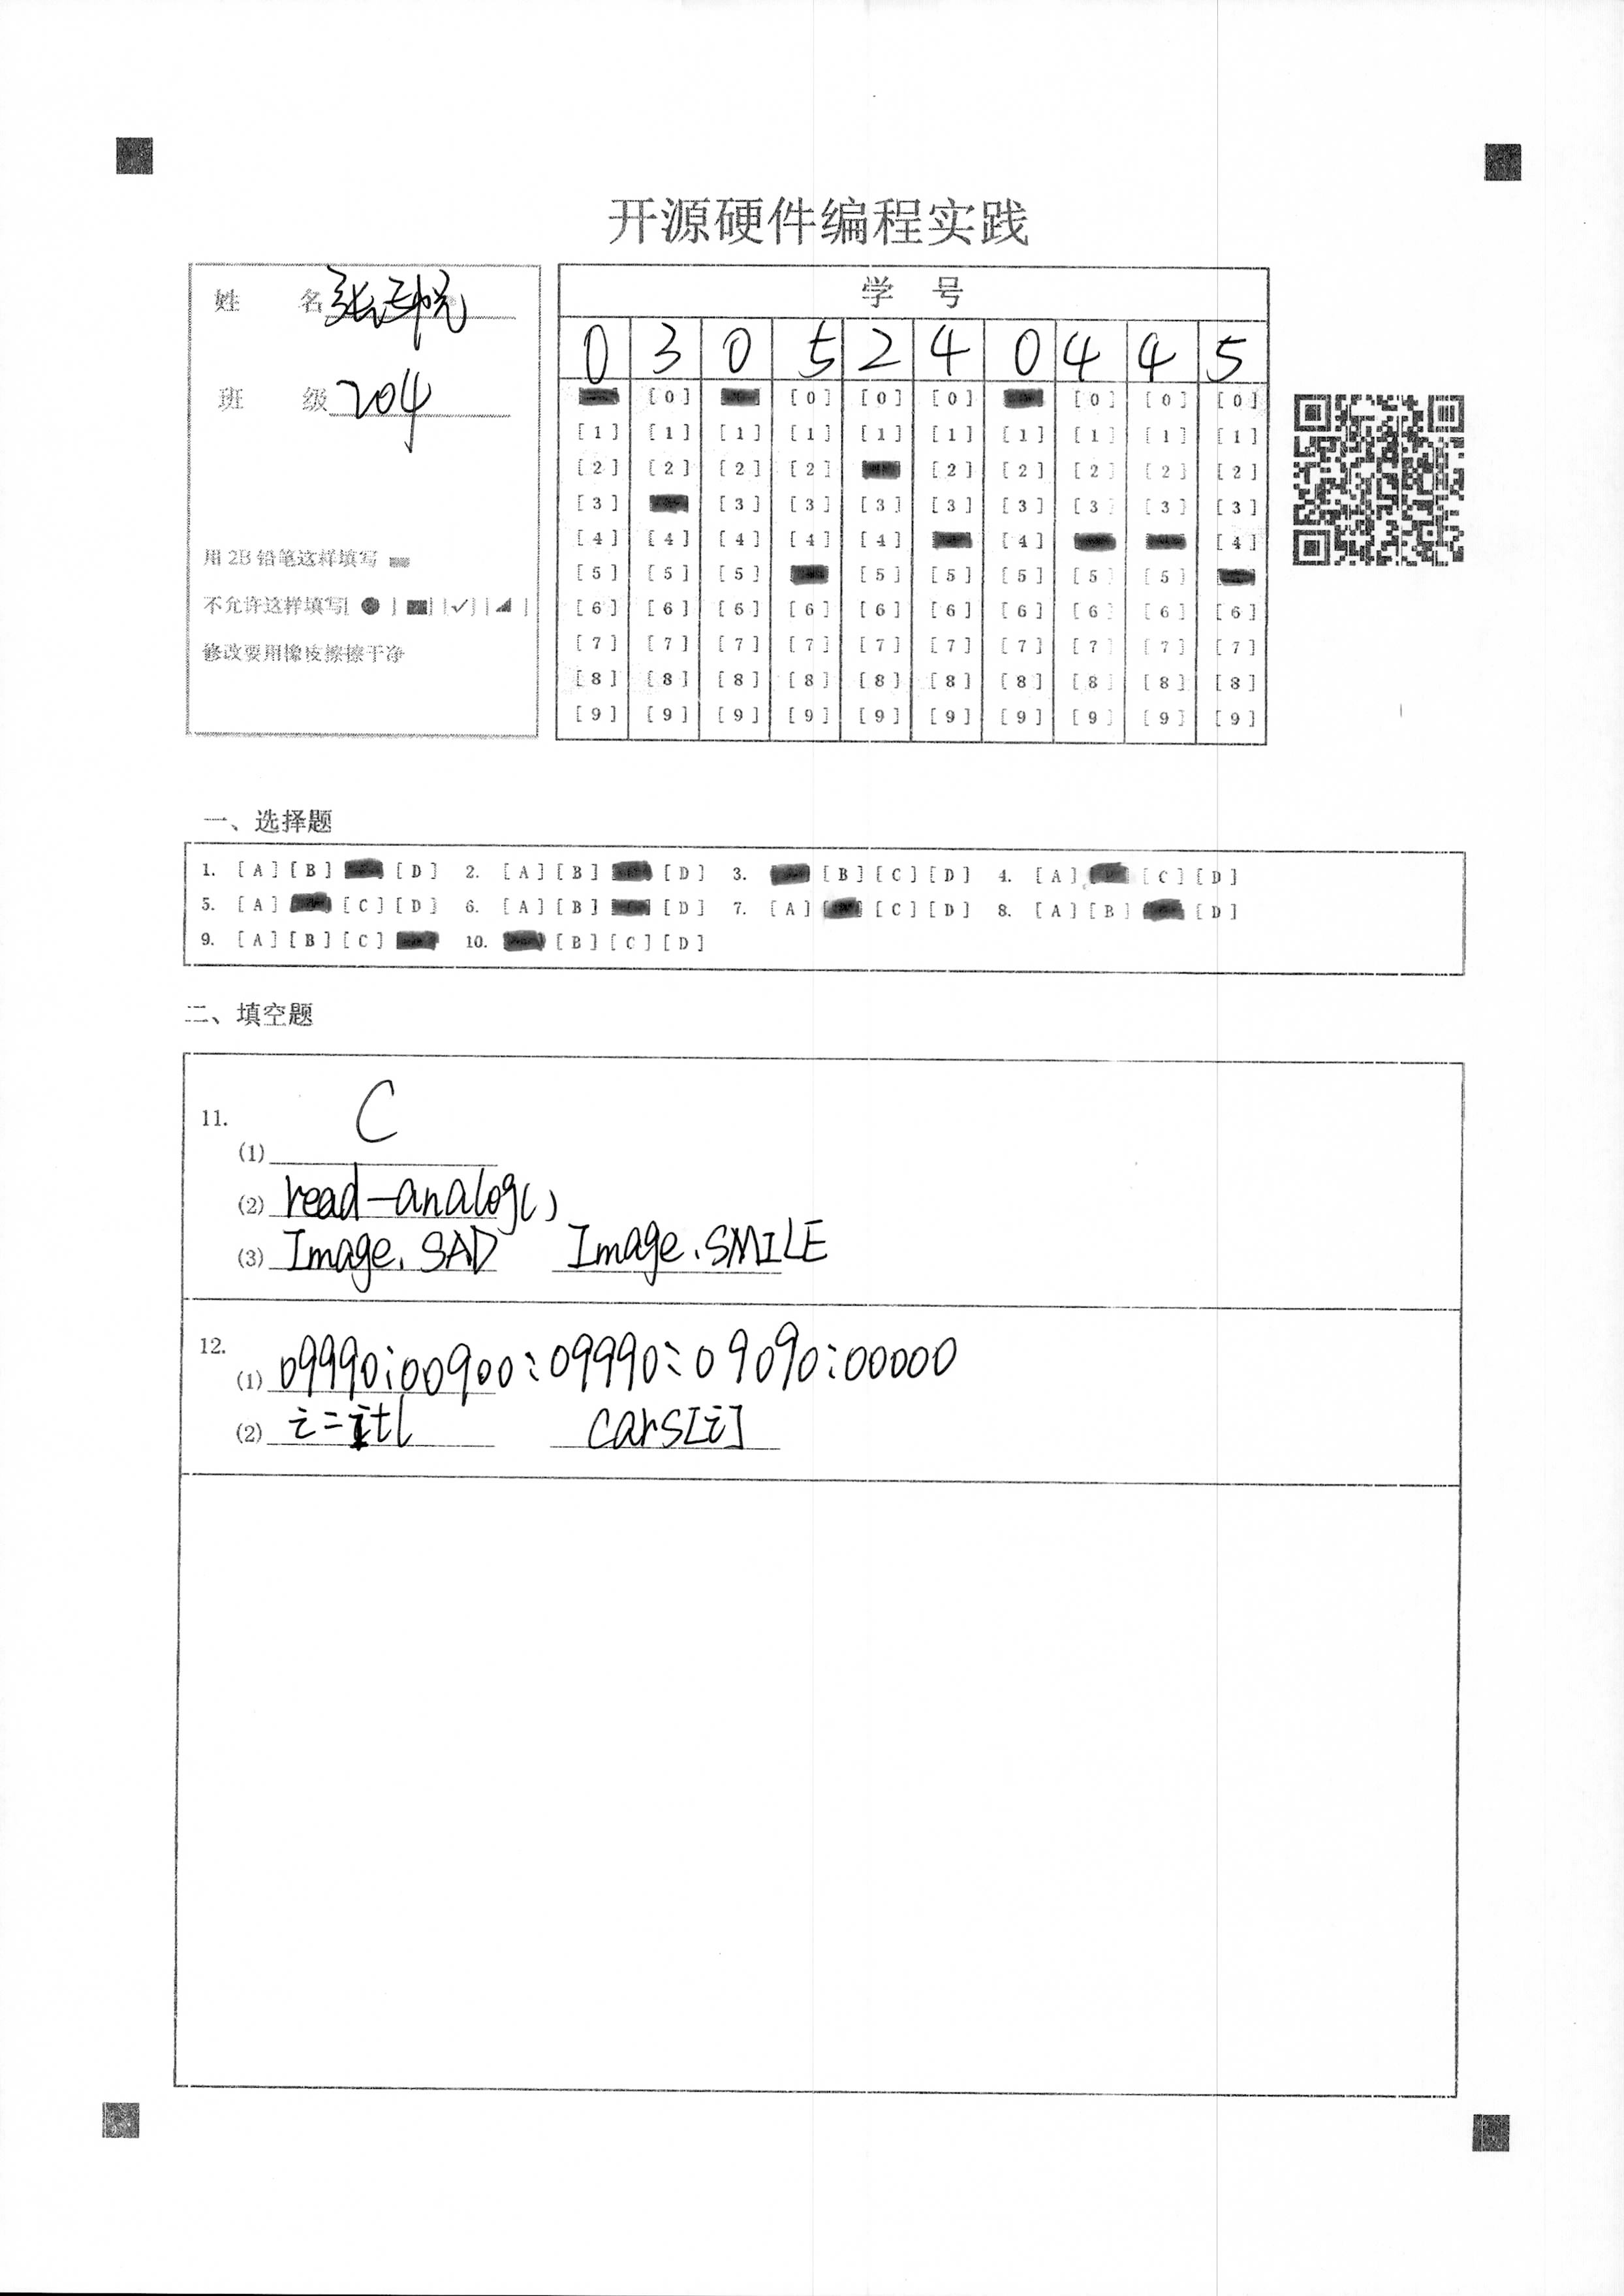 开源硬件编程实践
姓 名
班 级 204
用 2B 铅笔这样填写
不允许这样填写[ ● ] [■] [✓] [◢ ]
修改要用橡皮擦擦干净
学 号
0 3 0 5 2 4 0 4 4 5
[0] [0] [0] [0] [0] [0] [0]
[1] [1] [1] [1] [1] [1] [1] [1] [1] [1]
[2] [2] [2] [2] [2] [2] [2] [2] [2]
[3] [3] [3] [3] [3] [3] [3] [3] [3]
[4] [4] [4] [4] [4] [4] [4]
[5] [5] [5] [5] [5] [5] [5] [5]
[6] [6] [6] [6] [6] [6] [6] [6] [6] [6]
[7] [7] [7] [7] [7] [7] [7] [7] [7] [7]
[8] [8] [8] [8] [8] [8] [8] [8] [8] [8]
[9] [9] [9] [9] [9] [9] [9] [9] [9] [9]
一、选择题
1. [A] [B] [D] 2. [A] [B] [D] 3. [B] [C] [D] 4. [A] [C] [D]
5. [A] [C] [D] 6. [A] [B] [D] 7. [A] [C] [D] 8. [A] [B] [D]
9. [A] [B] [C] 10. [B] [C] [D]
二、填空题
11.
(1) C
(2) read-analog()
(3) Image.SAD Image.SMILE
12.
(1) 09990:00900:09990:09090:00000
(2) i=i+1 cars[i]